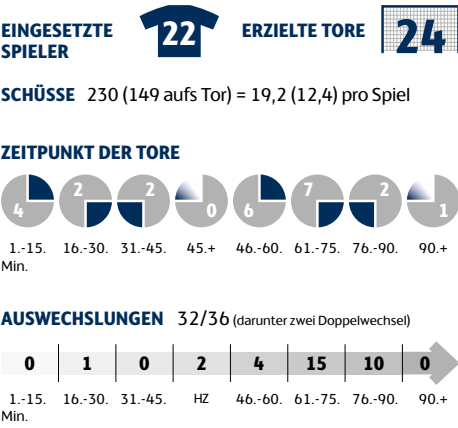 EINGESETZTE SPIELER 22 ERZIELTE TORE 24
SCHÜSSE 230 (149 aufs Tor) = 19,2 (12,4) pro Spiel
ZEITPUNKT DER TORE
4 2 2 0 6 7 2 1
1.-15. Min. 16.-30. 31.-45. 45.+ 46.-60. 61.-75. 76.-90. 90.+
AUSWECHSLUNGEN 32/36 (darunter zwei Doppelwechsel)
0 1 0 2 4 15 10 0
1.-15. Min. 16.-30. 31.-45. HZ 46.-60. 61.-75. 76.-90. 90.+